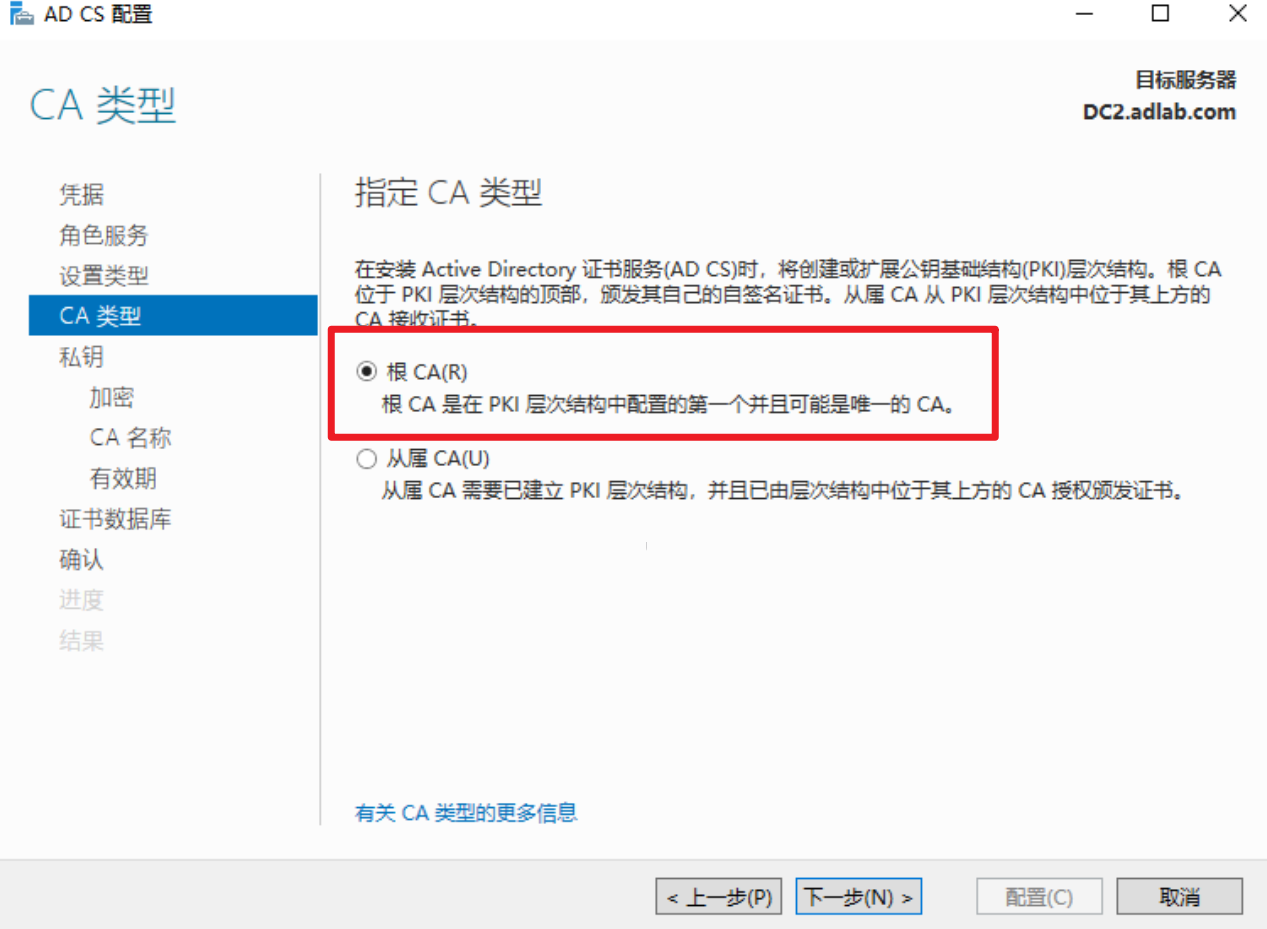 AD CS 配置
CA 类型
目标服务器
DC2.adlab.com
凭据
角色服务
设置类型
CA 类型
私钥
加密
CA 名称
有效期
证书数据库
确认
进度
结果
指定 CA 类型
在安装 Active Directory 证书服务(AD CS)时，将创建或扩展公钥基础结构(PKI)层次结构。根 CA
位于 PKI 层次结构的顶部，颁发其自己的自签名证书。从属 CA 从 PKI 层次结构中位于其上方的
CA 接收证书。
根 CA(R)
根 CA 是在 PKI 层次结构中配置的第一个并且可能是唯一的 CA。
从属 CA(U)
从属 CA 需要已建立 PKI 层次结构，并且已由层次结构中位于其上方的 CA 授权颁发证书。
有关 CA 类型的更多信息
< 上一步(P)
下一步(N) >
配置(C)
取消